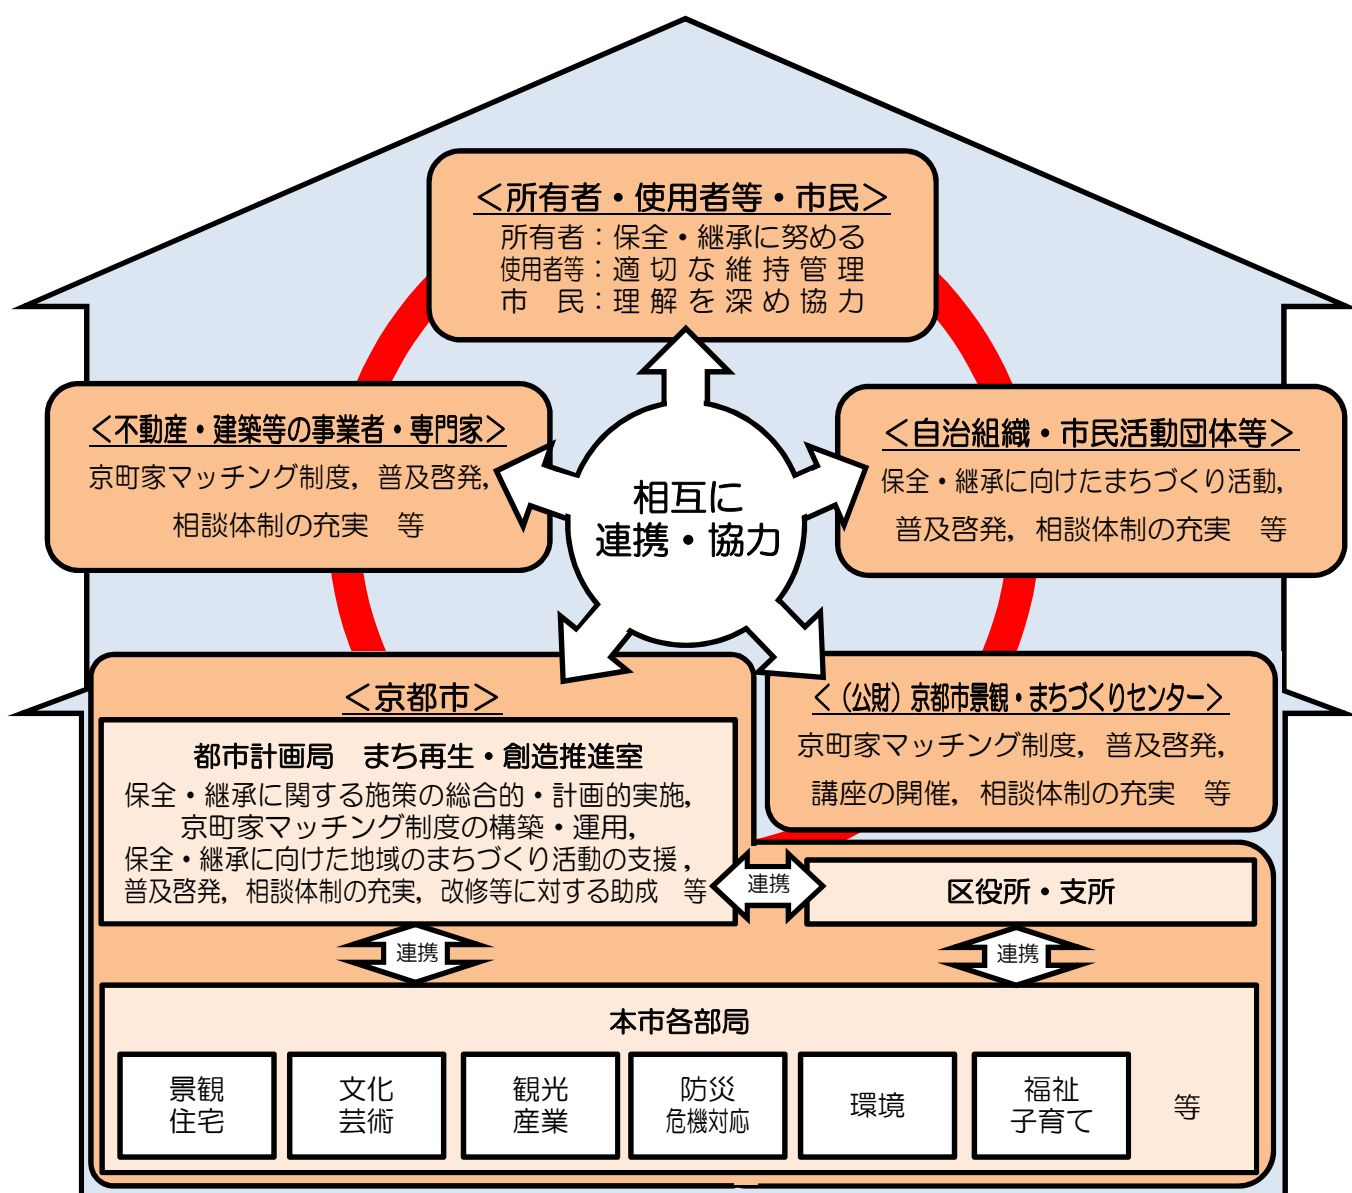 ＜所有者・使用者等・市民＞
所有者：保全・継承に努める
使用者等：適切な維持管理
市　民：理解を深め協力
＜不動産・建築等の事業者・専門家＞
京町家マッチング制度，普及啓発，
相談体制の充実　等
＜自治組織・市民活動団体等＞
保全・継承に向けたまちづくり活動，
普及啓発，相談体制の充実　等
相互に
連携・協力
＜京都市＞
都市計画局　まち再生・創造推進室
保全・継承に関する施策の総合的・計画的実施，
京町家マッチング制度の構築・運用，
保全・継承に向けた地域のまちづくり活動の支援，
普及啓発，相談体制の充実，改修等に対する助成　等
＜（公財）京都市景観・まちづくりセンター＞
京町家マッチング制度，普及啓発，
講座の開催，相談体制の充実　等
連携
区役所・支所
連携
連携
本市各部局
景観
住宅
文化
芸術
観光
産業
防災
危機対応
環境
福祉
子育て
等